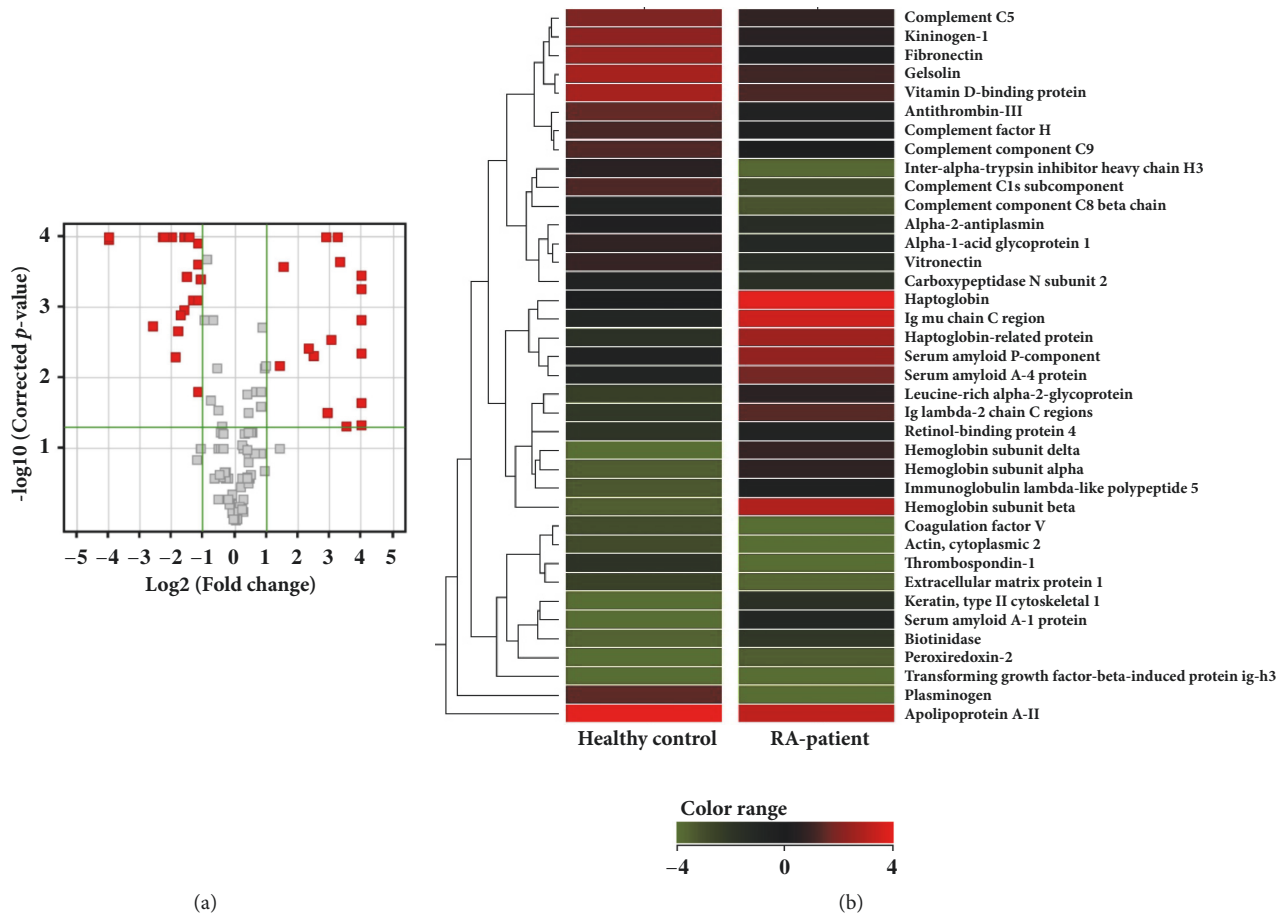 4
3
2
1
-log10 (Corrected p-value)
−5 −4 −3 −2 −1 0 1 2 3 4 5
Log2 (Fold change)
(a)
Complement C5
Kininogen-1
Fibronectin
Gelsolin
Vitamin D-binding protein
Antithrombin-III
Complement factor H
Complement component C9
Inter-alpha-trypsin inhibitor heavy chain H3
Complement C1s subcomponent
Complement component C8 beta chain
Alpha-2-antiplasmin
Alpha-1-acid glycoprotein 1
Vitronectin
Carboxypeptidase N subunit 2
Haptoglobin
Ig mu chain C region
Haptoglobin-related protein
Serum amyloid P-component
Serum amyloid A-4 protein
Leucine-rich alpha-2-glycoprotein
Ig lambda-2 chain C regions
Retinol-binding protein 4
Hemoglobin subunit delta
Hemoglobin subunit alpha
Immunoglobulin lambda-like polypeptide 5
Hemoglobin subunit beta
Coagulation factor V
Actin, cytoplasmic 2
Thrombospondin-1
Extracellular matrix protein 1
Keratin, type II cytoskeletal 1
Serum amyloid A-1 protein
Biotinidase
Peroxiredoxin-2
Transforming growth factor-beta-induced protein ig-h3
Plasminogen
Apolipoprotein A-II
Healthy control RA-patient
Color range
−4 0 4
(b)